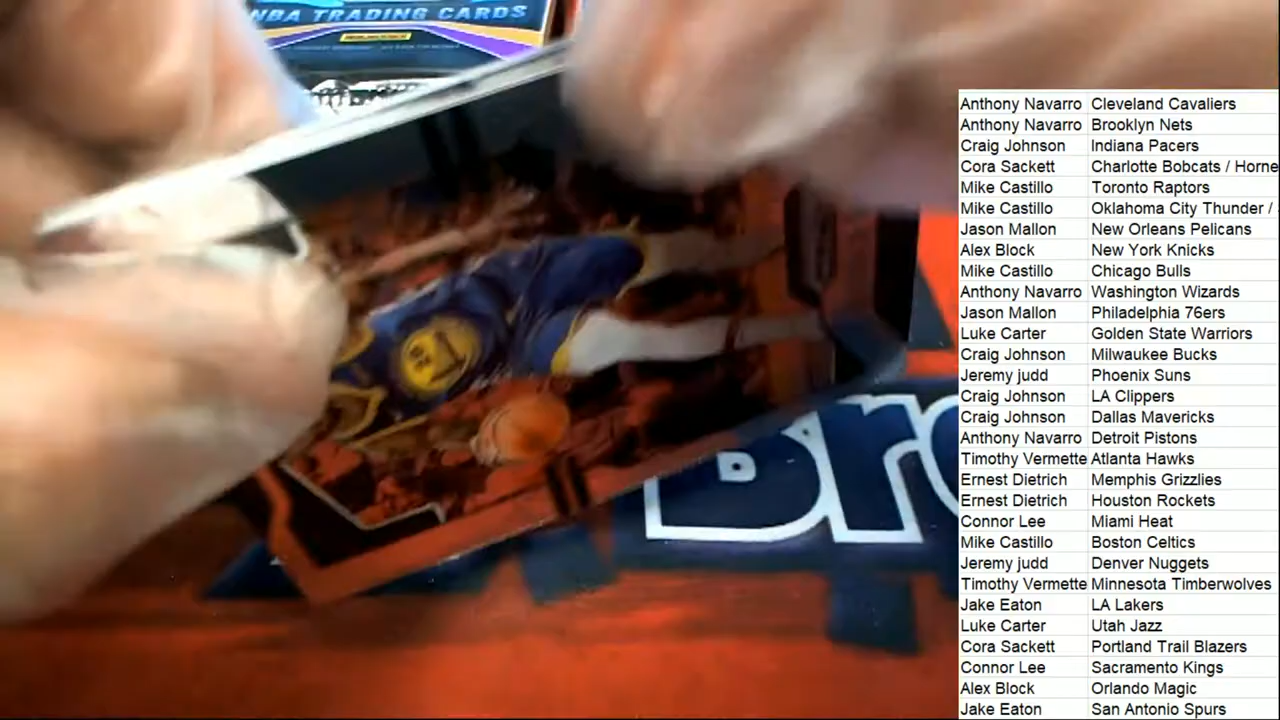 NBA TRADING CARDS
Bro
Anthony Navarro Cleveland Cavaliers
Anthony Navarro Brooklyn Nets
Craig Johnson Indiana Pacers
Cora Sackett Charlotte Bobcats / Horne
Mike Castillo Toronto Raptors
Mike Castillo Oklahoma City Thunder /
Jason Mallon New Orleans Pelicans
Alex Block New York Knicks
Mike Castillo Chicago Bulls
Anthony Navarro Washington Wizards
Jason Mallon Philadelphia 76ers
Luke Carter Golden State Warriors
Craig Johnson Milwaukee Bucks
Jeremy judd Phoenix Suns
Craig Johnson LA Clippers
Craig Johnson Dallas Mavericks
Anthony Navarro Detroit Pistons
Timothy Vermette Atlanta Hawks
Ernest Dietrich Memphis Grizzlies
Ernest Dietrich Houston Rockets
Connor Lee Miami Heat
Mike Castillo Boston Celtics
Jeremy judd Denver Nuggets
Timothy Vermette Minnesota Timberwolves
Jake Eaton LA Lakers
Luke Carter Utah Jazz
Cora Sackett Portland Trail Blazers
Connor Lee Sacramento Kings
Alex Block Orlando Magic
Jake Eaton San Antonio Spurs